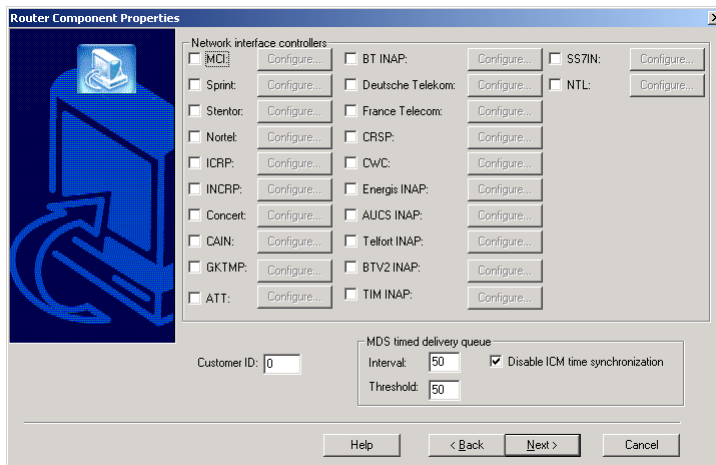 Router Component Properties
Network interface controllers
MCI: Configure... BT INAP: Configure... SS7IN: Configure...
Sprint: Configure... Deutsche Telekom: Configure... NTL: Configure...
Stentor: Configure... France Telecom: Configure...
Nortel: Configure... CRSP: Configure...
ICRP: Configure... CWC: Configure...
INCRP: Configure... Energis INAP: Configure...
Concert: Configure... AUCS INAP: Configure...
CAIN: Configure... Telfort INAP: Configure...
GKTMP: Configure... BTV2 INAP: Configure...
ATT: Configure... TIM INAP: Configure...
MDS timed delivery queue
Customer ID: 0 Interval: 50 Disable ICM time synchronization
Threshold: 50
Help < Back Next > Cancel